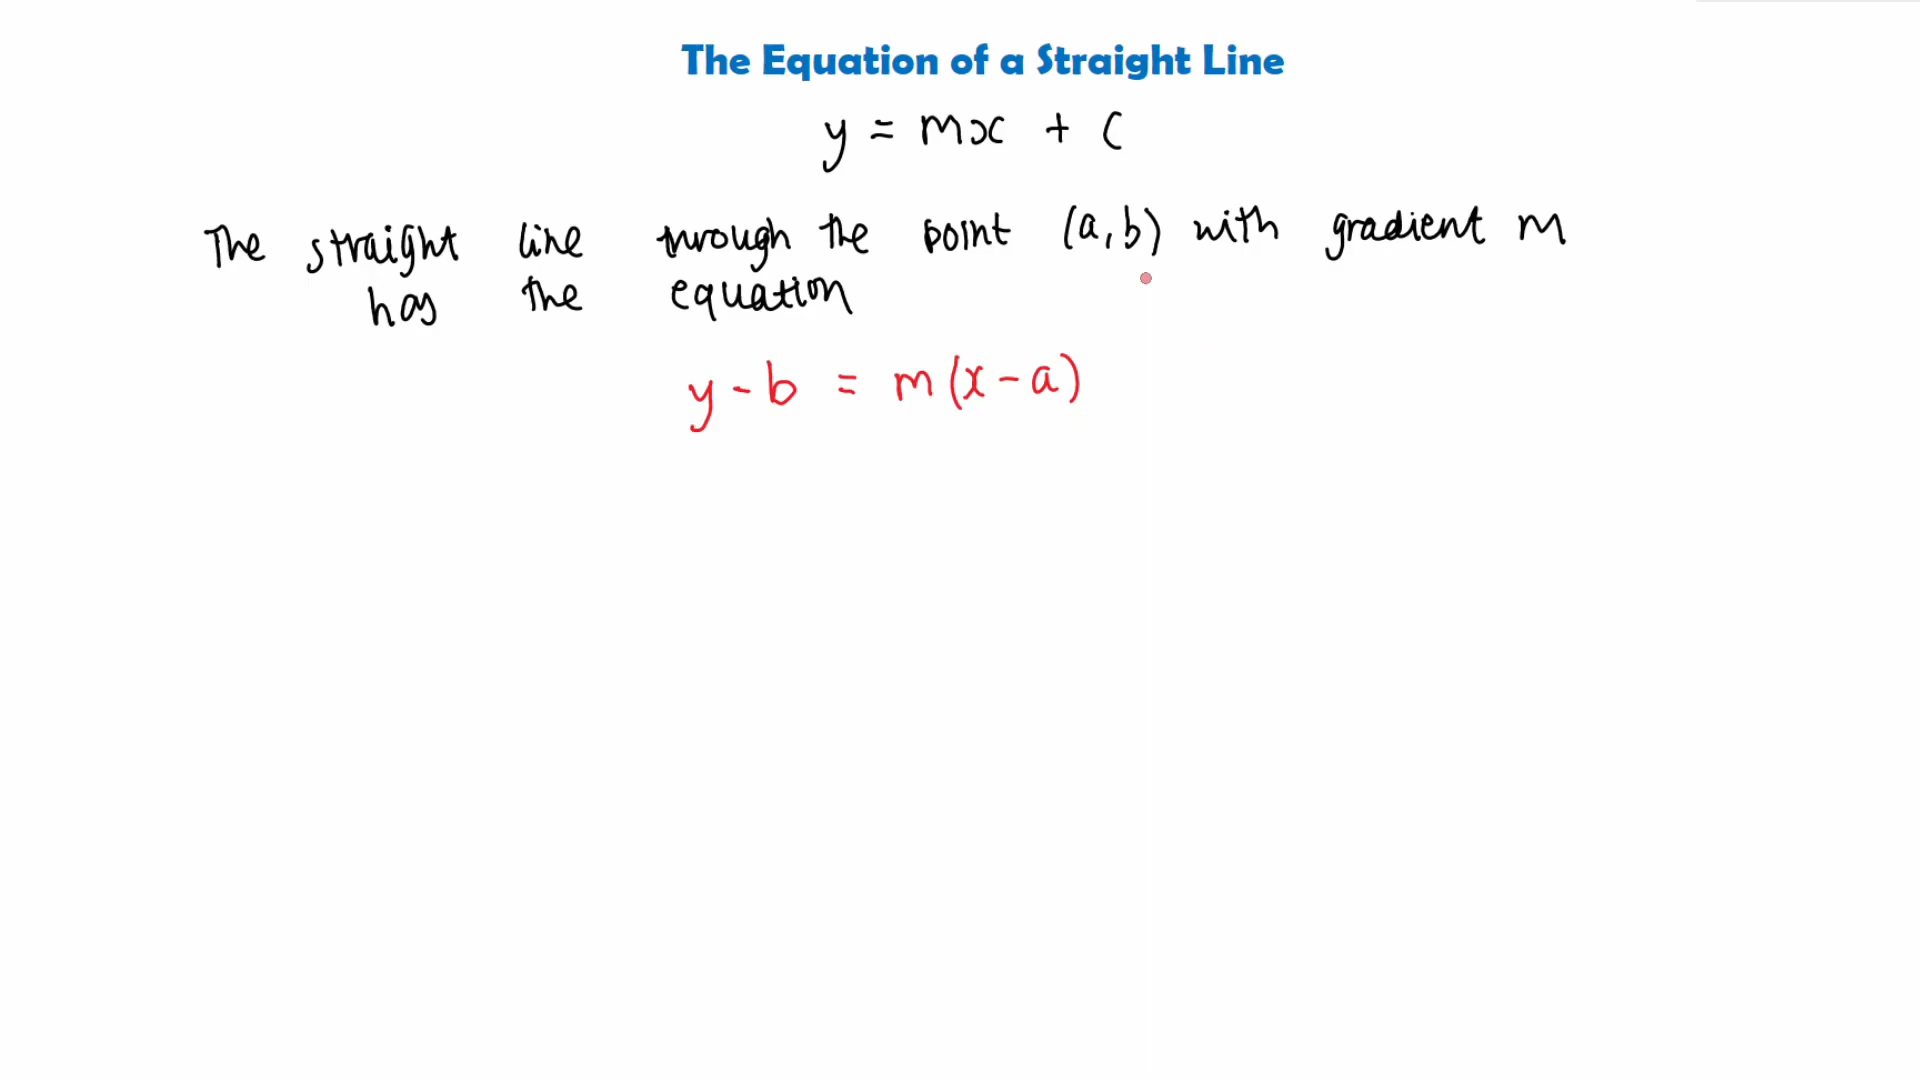 The Equation of a Straight Line
y = mx + c
The straight line through the point (a,b) with gradient m
has the equation
y - b = m(x - a)